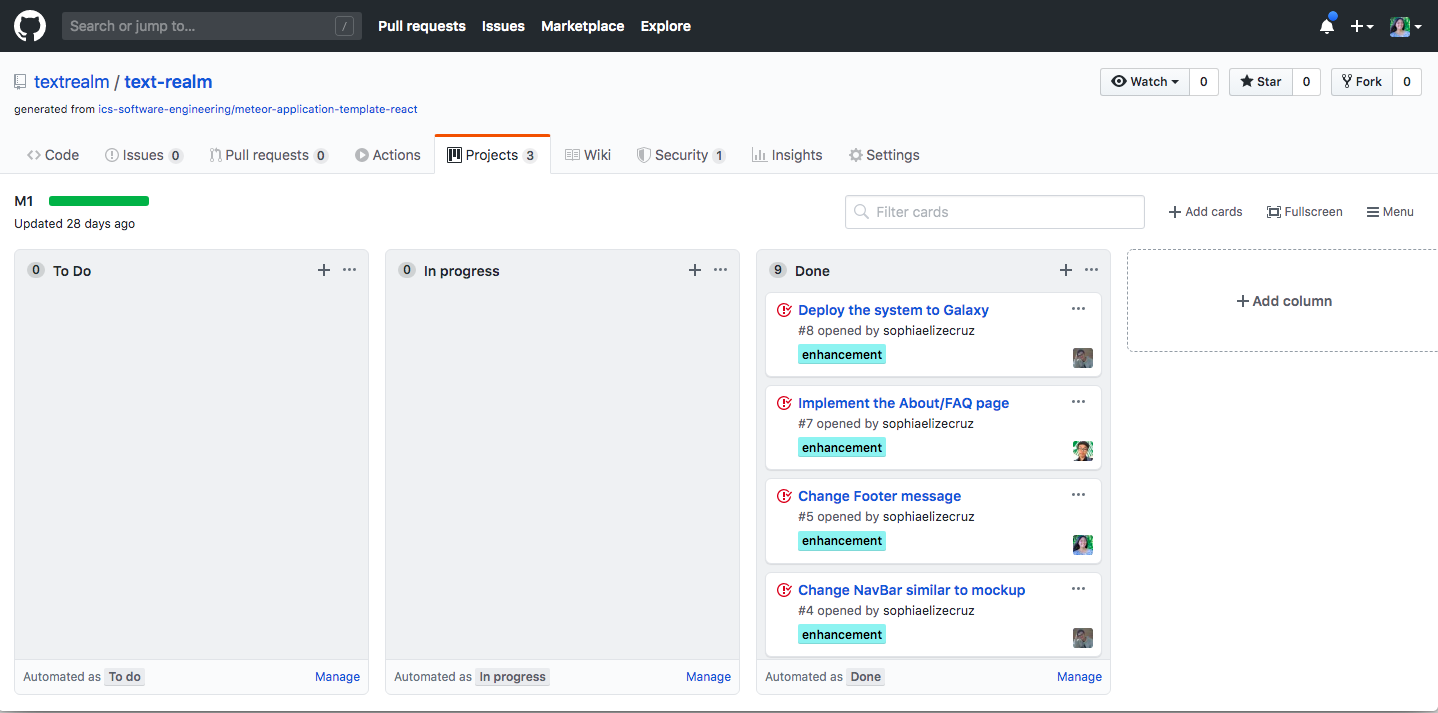 Search or jump to... / Pull requests Issues Marketplace Explore
textrealm / text-realm Watch 0 Star 0 Fork 0
generated from ics-software-engineering/meteor-application-template-react
Code Issues 0 Pull requests 0 Actions Projects 3 Wiki Security 1 Insights Settings
M1
Updated 28 days ago
Filter cards Add cards Fullscreen Menu
0 To Do
0 In progress
9 Done
Deploy the system to Galaxy
#8 opened by sophiaelizecruz
enhancement
Implement the About/FAQ page
#7 opened by sophiaelizecruz
enhancement
Change Footer message
#5 opened by sophiaelizecruz
enhancement
Change NavBar similar to mockup
#4 opened by sophiaelizecruz
enhancement
Add column
Automated as To do Manage
Automated as In progress Manage
Automated as Done Manage